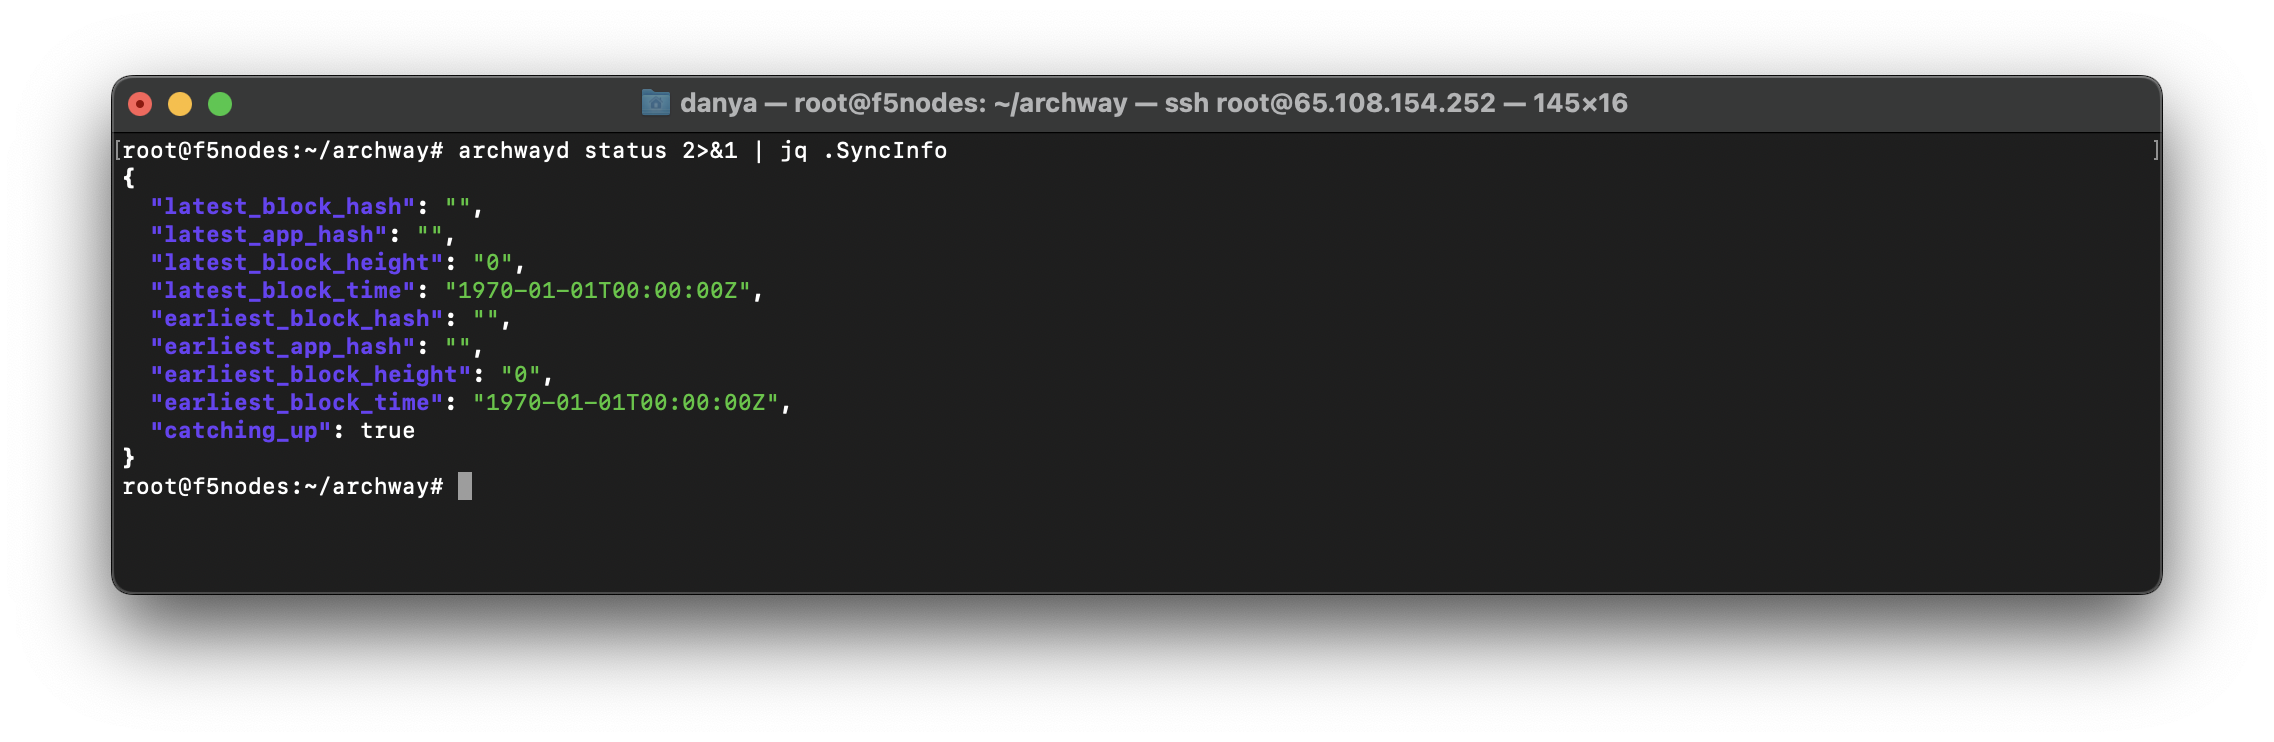 danya — root@f5nodes: ~/archway — ssh root@65.108.154.252 — 145×16
[root@f5nodes:~/archway# archwayd status 2>&1 | jq .SyncInfo ]
{
  "latest_block_hash": "",
  "latest_app_hash": "",
  "latest_block_height": "0",
  "latest_block_time": "1970-01-01T00:00:00Z",
  "earliest_block_hash": "",
  "earliest_app_hash": "",
  "earliest_block_height": "0",
  "earliest_block_time": "1970-01-01T00:00:00Z",
  "catching_up": true
}
root@f5nodes:~/archway#